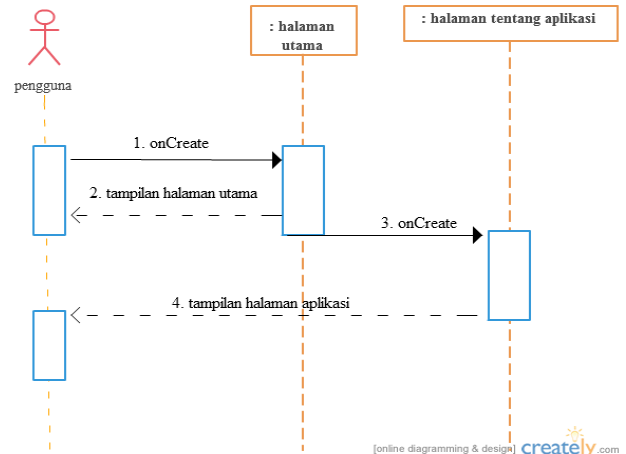 : halaman
utama
: halaman tentang aplikasi
pengguna
1. onCreate
2. tampilan halaman utama
3. onCreate
4. tampilan halaman aplikasi
[online diagramming & design] creately.com